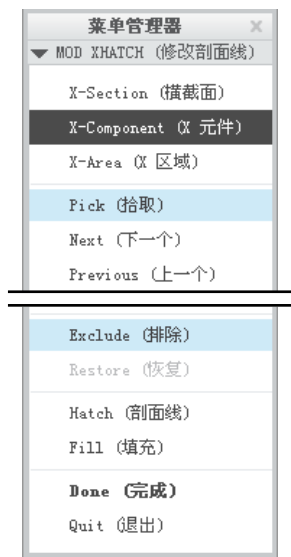 菜单管理器
MOD XHATCH (修改剖面线)
X-Section (横截面)
X-Component (X 元件)
X-Area (X 区域)
Pick (拾取)
Next (下一个)
Previous (上一个)
Exclude (排除)
Restore (恢复)
Hatch (剖面线)
Fill (填充)
Done (完成)
Quit (退出)